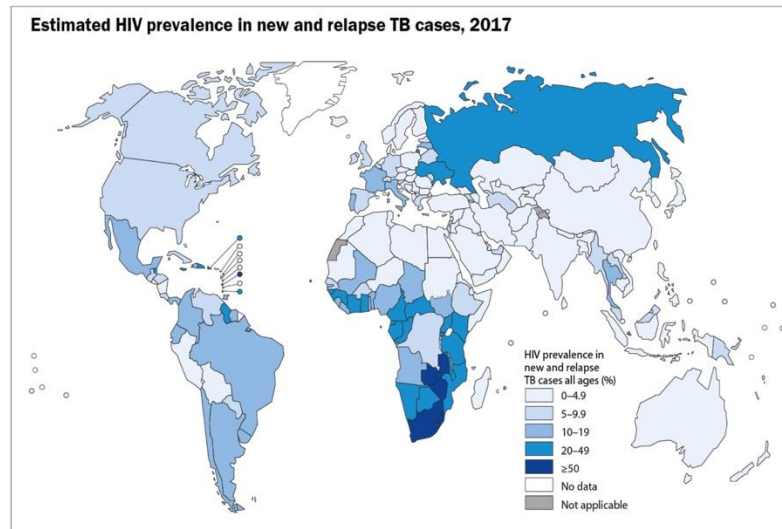 Estimated HIV prevalence in new and relapse TB cases, 2017
HIV prevalence in
new and relapse
TB cases all ages (%)
0–4.9
5–9.9
10–19
20–49
≥50
No data
Not applicable